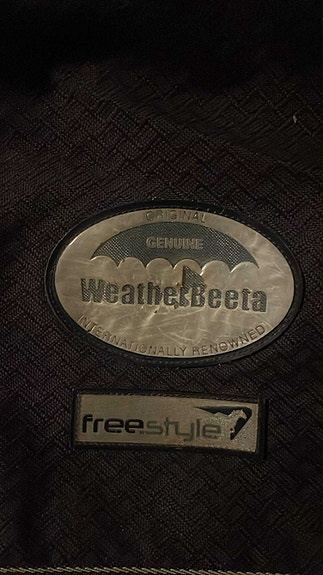 ORIGINAL
GENUINE
WeatherBeeta
INTERNATIONALLY RENOWNED
freestyle